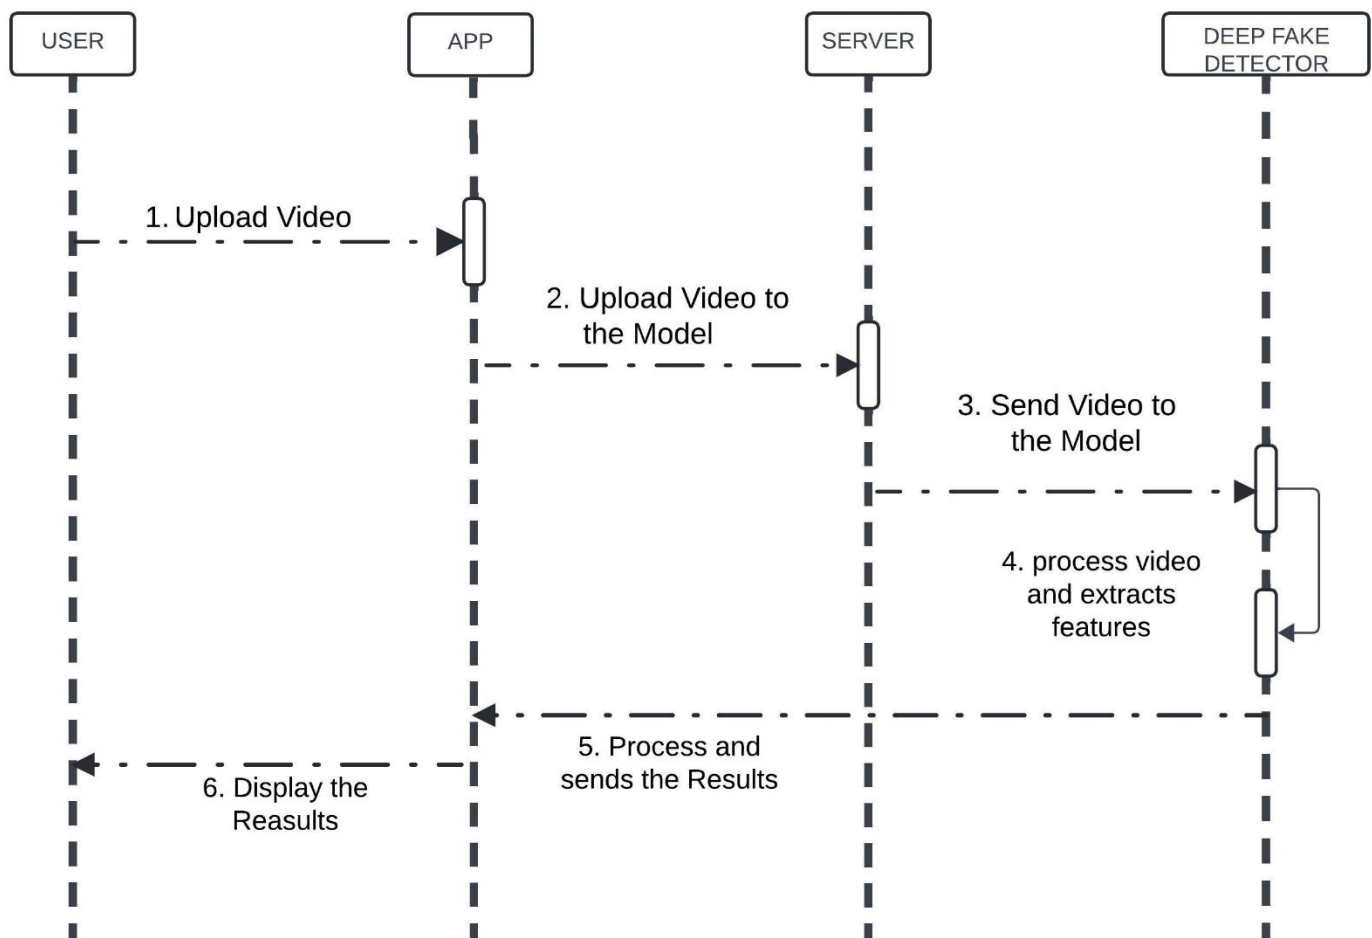 USER
APP
SERVER
DEEP FAKE
DETECTOR
1. Upload Video
2. Upload Video to
the Model
3. Send Video to
the Model
4. process video
and extracts
features
5. Process and
sends the Results
6. Display the
Reasults